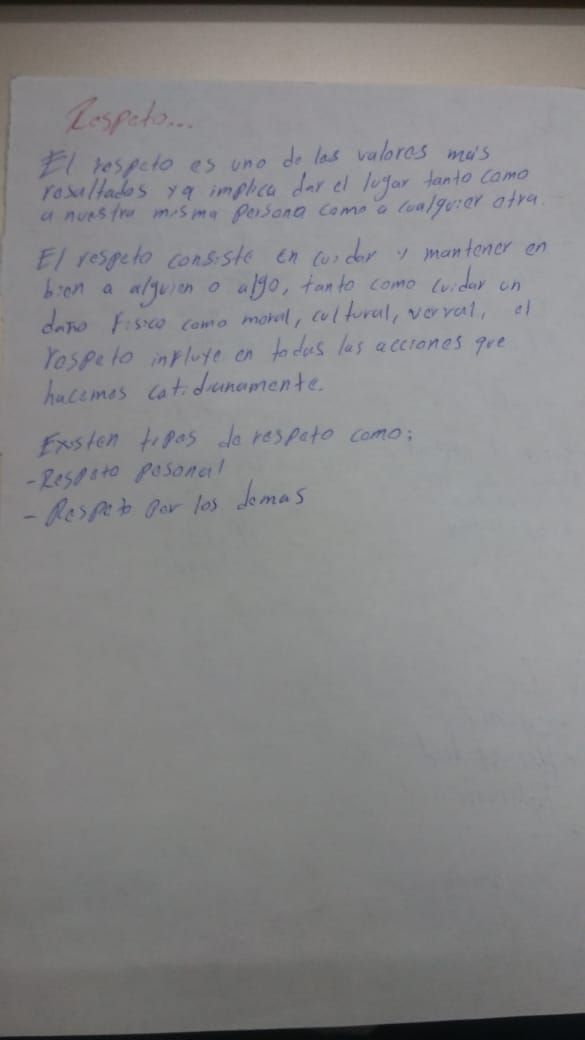 Respeto...
El respeto es uno de los valores más
resultados ya implica dar el lugar tanto como
a nuestra misma persona como a cualquier otra.
El respeto consiste en cuidar y mantener en
bien a alguien o algo, tanto como cuidar un
daño físico como moral, cultural, verval, el
respeto influye en todas las acciones que
hacemos catidianamente.
Existen tipos de respeto como:
- Respeto pesonal
- Respeto por los demas